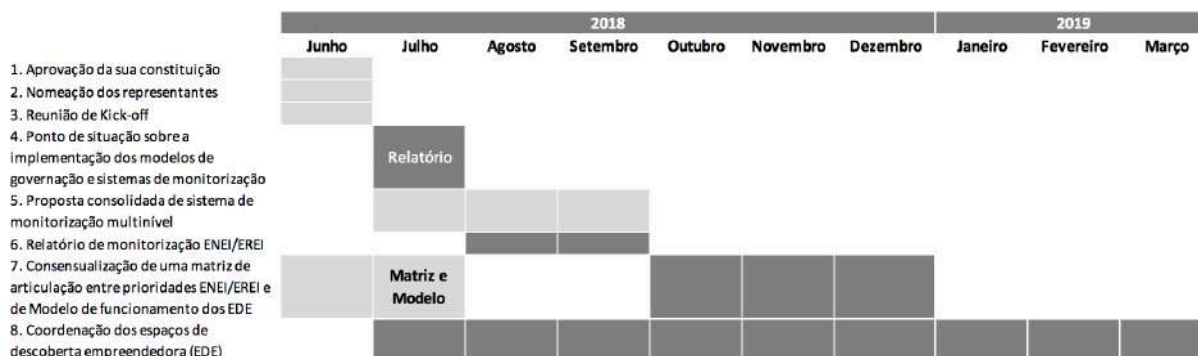 2018 2019
Junho Julho Agosto Setembro Outubro Novembro Dezembro Janeiro Fevereiro Março
1. Aprovação da sua constituição
2. Nomeação dos representantes
3. Reunião de Kick-off
4. Ponto de situação sobre a
implementação dos modelos de
governação e sistemas de monitorização
Relatório
5. Proposta consolidada de sistema de
monitorização multinível
6. Relatório de monitorização ENEI/EREI
7. Consensualização de uma matriz de
articulação entre prioridades ENEI/EREI e
de Modelo de funcionamento dos EDE
Matriz e
Modelo
8. Coordenação dos espaços de
descoberta empreendedora (EDE)